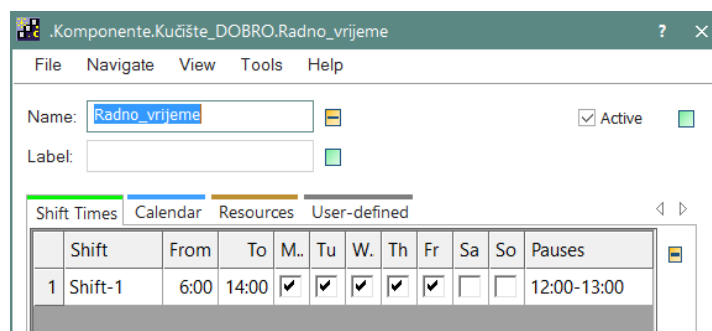 .Komponente.Kućište_DOBRO.Radno_vrijeme ? ×
File Navigate View Tools Help
Name: Radno_vrijeme Active
Label:
Shift Times Calendar Resources User-defined
Shift From To M.. Tu W. Th Fr Sa So Pauses
1 Shift-1 6:00 14:00 12:00-13:00